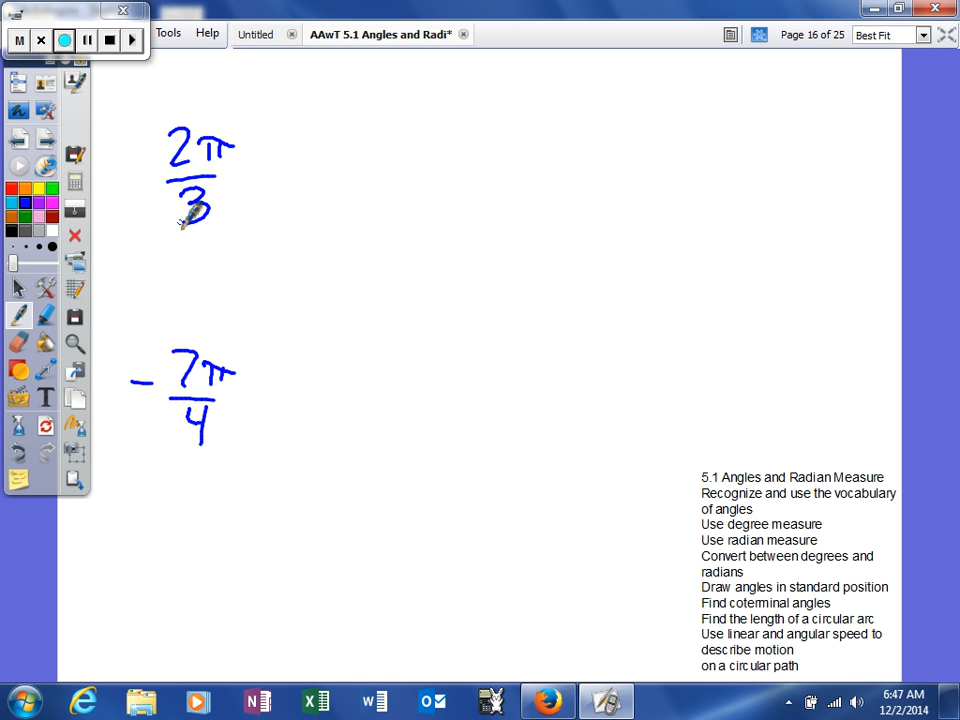 Tools Help Untitled AAwT 5.1 Angles and Radi* Page 16 of 25 Best Fit
M
2π
3
- 7π
4
T
5.1 Angles and Radian Measure
Recognize and use the vocabulary
of angles
Use degree measure
Use radian measure
Convert between degrees and
radians
Draw angles in standard position
Find coterminal angles
Find the length of a circular arc
Use linear and angular speed to
describe motion
on a circular path
6:47 AM
12/2/2014